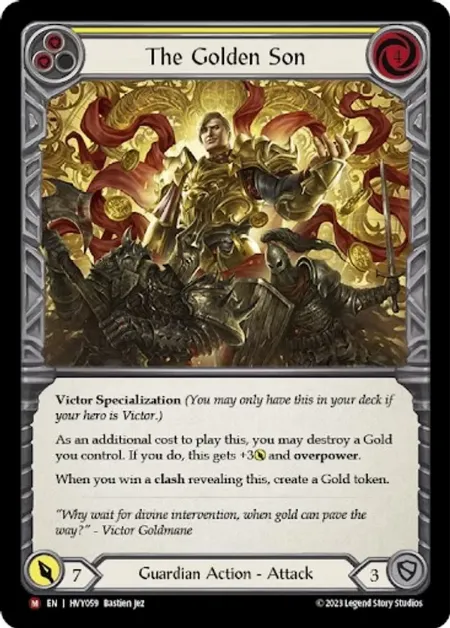 The Golden Son
4
Victor Specialization (You may only have this in your deck if
your hero is Victor.)
As an additional cost to play this, you may destroy a Gold
you control. If you do, this gets +3 and overpower.
When you win a clash revealing this, create a Gold token.
"Why wait for divine intervention, when gold can pave the
way?" - Victor Goldmane
7
Guardian Action - Attack
3
M EN | HVY059 Bastien Jez
©2023 Legend Story Studios